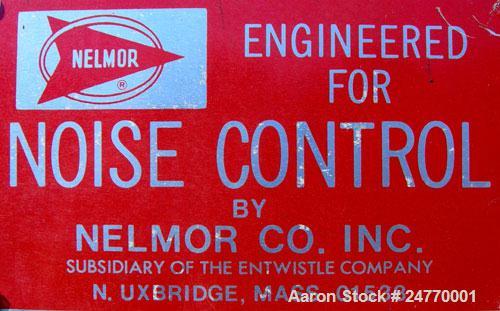 NELMOR
®
ENGINEERED
FOR
NOISE CONTROL
BY
NELMOR CO. INC.
SUBSIDIARY OF THE ENTWISTLE COMPANY
N. UXBRIDGE, MASS. 01538
Aaron Stock # 24770001